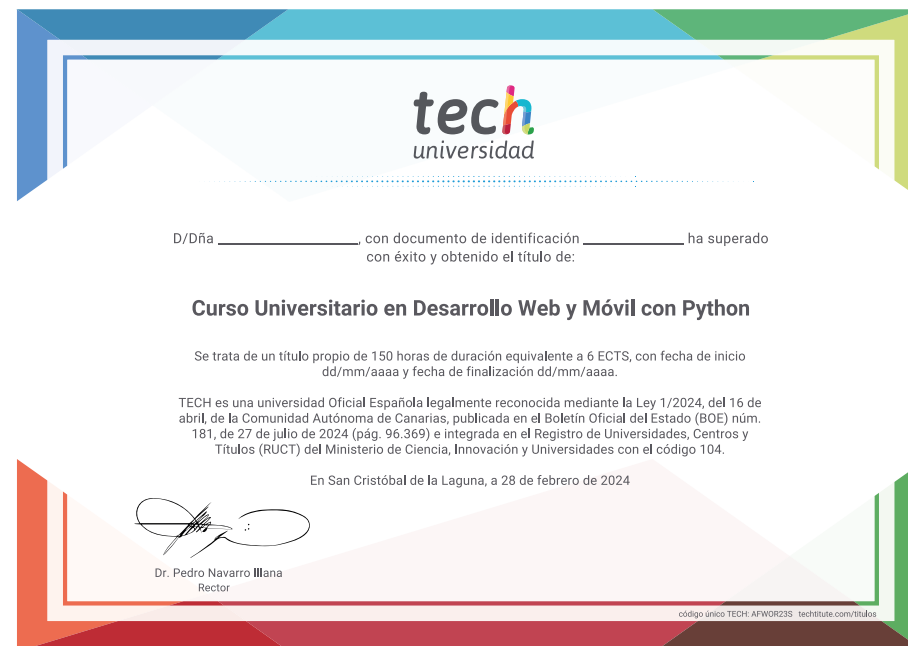 tech
universidad
D/Dña ____________________, con documento de identificación ______________ ha superado
con éxito y obtenido el título de:
Curso Universitario en Desarrollo Web y Móvil con Python
Se trata de un título propio de 150 horas de duración equivalente a 6 ECTS, con fecha de inicio
dd/mm/aaaa y fecha de finalización dd/mm/aaaa.
TECH es una universidad Oficial Española legalmente reconocida mediante la Ley 1/2024, del 16 de
abril, de la Comunidad Autónoma de Canarias, publicada en el Boletín Oficial del Estado (BOE) núm.
181, de 27 de julio de 2024 (pág. 96.369) e integrada en el Registro de Universidades, Centros y
Títulos (RUCT) del Ministerio de Ciencia, Innovación y Universidades con el código 104.
En San Cristóbal de la Laguna, a 28 de febrero de 2024
Dr. Pedro Navarro Illana
Rector
código único TECH: AFWOR23S techtitute.com/titulos